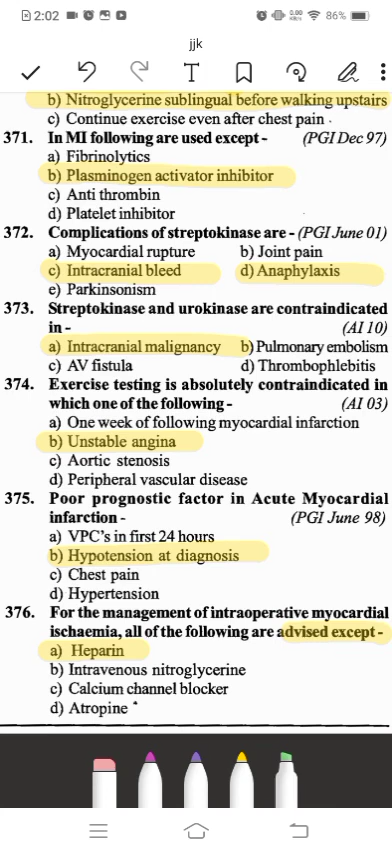 2:02
0.80
KB/s
86%
jjk
T
b) Nitroglycerine sublingual before walking upstairs
c) Continue exercise even after chest pain .
371. In MI following are used except - (PGI Dec 97)
a) Fibrinolytics
b) Plasminogen activator inhibitor
c) Anti thrombin
d) Platelet inhibitor
372. Complications of streptokinase are - (PGI June 01)
a) Myocardial rupture b) Joint pain
c) Intracranial bleed d) Anaphylaxis
e) Parkinsonism
373. Streptokinase and urokinase are contraindicated
in - (AI 10)
a) Intracranial malignancy b) Pulmonary embolism
c) AV fistula d) Thrombophlebitis
374. Exercise testing is absolutely contraindicated in
which one of the following - (AI 03)
a) One week of following myocardial infarction
b) Unstable angina
c) Aortic stenosis
d) Peripheral vascular disease
375. Poor prognostic factor in Acute Myocardial
infarction - (PGI June 98)
a) VPC's in first 24 hours
b) Hypotension at diagnosis
c) Chest pain
d) Hypertension
376. For the management of intraoperative myocardial
ischaemia, all of the following are advised except -
a) Heparin
b) Intravenous nitroglycerine
c) Calcium channel blocker
d) Atropine